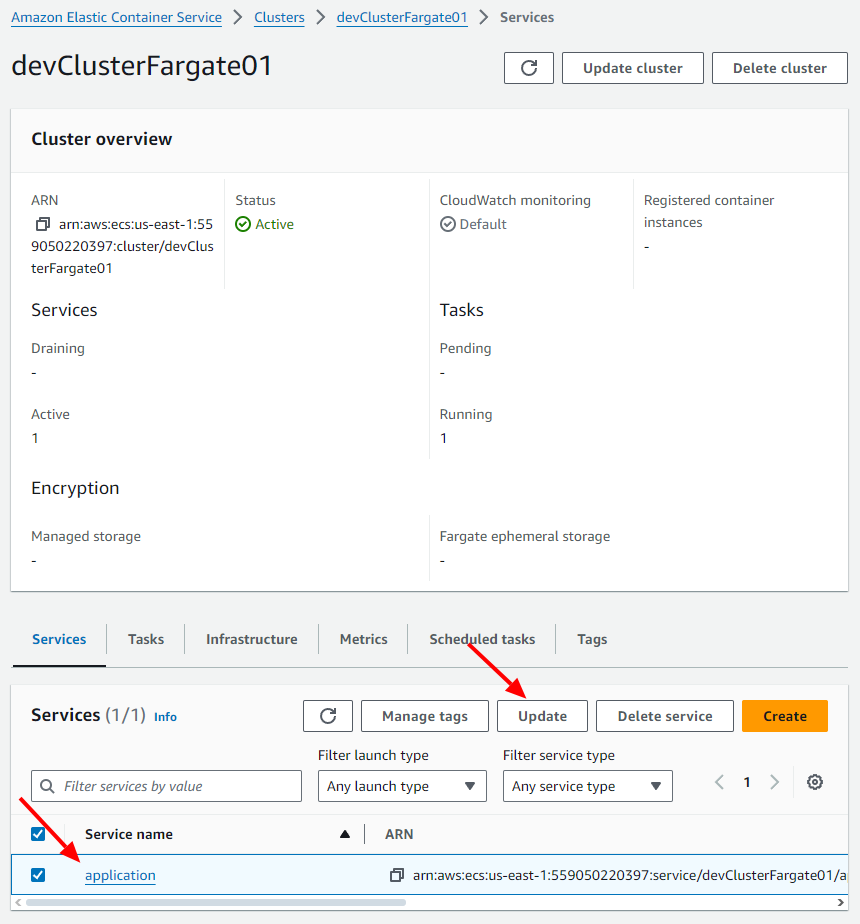 Amazon Elastic Container Service > Clusters > devClusterFargate01 > Services
devClusterFargate01
Update cluster
Delete cluster
Cluster overview
ARN
arn:aws:ecs:us-east-1:55
9050220397:cluster/devClus
terFargate01
Status
Active
CloudWatch monitoring
Default
Registered container
instances
-
Services
Draining
-
Active
1
Tasks
Pending
-
Running
1
Encryption
Managed storage
-
Fargate ephemeral storage
-
Services Tasks Infrastructure Metrics Scheduled tasks Tags
Services (1/1) Info
Manage tags
Update
Delete service
Create
Filter launch type
Filter service type
Filter services by value
Any launch type
Any service type
1
Service name
ARN
application
arn:aws:ecs:us-east-1:559050220397:service/devClusterFargate01/a